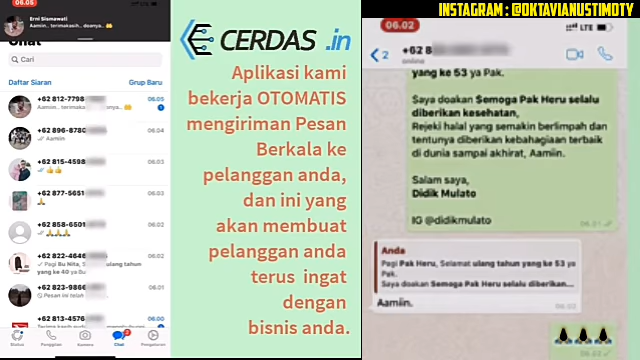 INSTAGRAM : @OKTAVIANUSTIMOTY
06.05
Erni Sismawati
Aamiin.. terimakasih.. doanya..
Cari
Daftar Siaran
Grup Baru
+62 812-7798
06.05
Aamiin.. terimakasih.. doanya..
+62 896-8780
06.04
Aamiin
+62 815-4598
06.03
+62 877-5651
06.03
+62 858-6501
06.02
+62 822-4646
06.02
Pagi Bu Nita, S ulang tahun
yang ke 40 ya Bu
+62 823-9866
06.01
Pesan ini telah
+62 813-4576
Status
Panggilan
Kamera
Chat
2
Pengaturan
CERDAS .in
Aplikasi kami
bekerja OTOMATIS
mengiriman Pesan
Berkala ke
pelanggan anda,
dan ini yang
akan membuat
pelanggan anda
terus ingat
dengan
bisnis anda.
06.02
LTE
2
+62 8
online
yang ke 53 ya Pak.
Saya doakan Semoga Pak Heru selalu
diberikan kesehatan,
Rejeki halal yang semakin berlimpah dan
tentunya diberikan kebahagiaan terbaik
di dunia sampai akhirat, Aamiin.
Salam saya,
Didik Mulato
IG @didikmulato
06.01
Anda
Pagi Pak Heru, Selamat ulang tahun yang ke 53 ya
Pak.
Saya doakan Semoga Pak Heru selalu diberikan...
Aamiin.
06.02
06.02